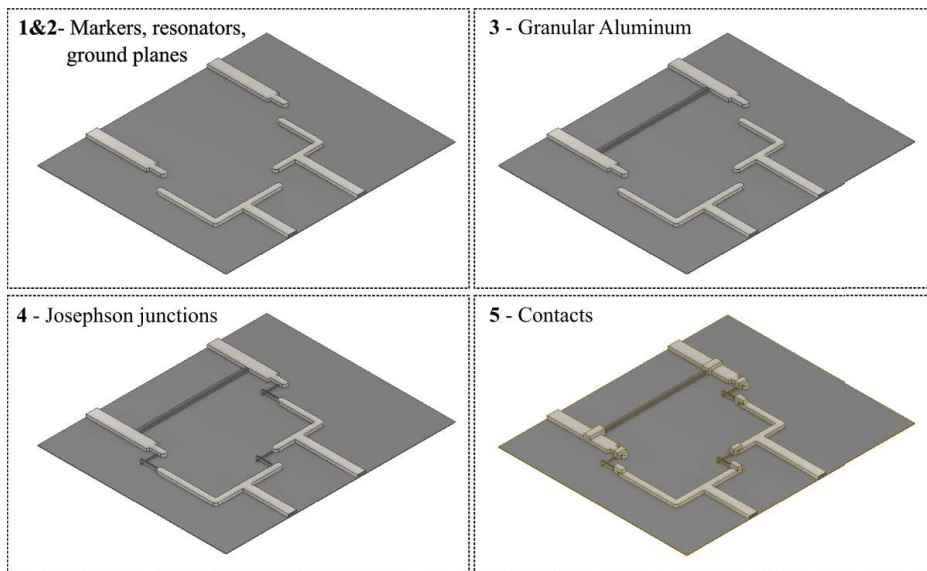 1&2- Markers, resonators,
ground planes
3 - Granular Aluminum
4 - Josephson junctions
5 - Contacts